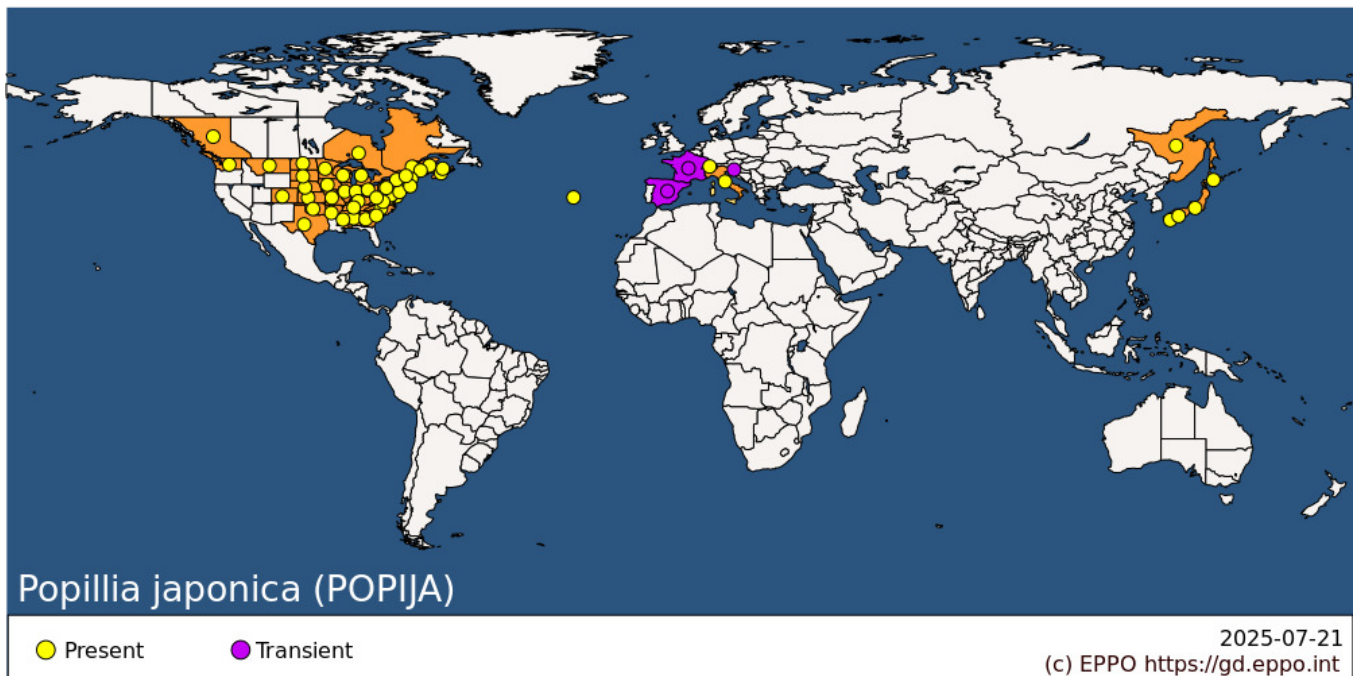 Popillia japonica (POPIJA)
Present
Transient
2025-07-21
(c) EPPO https://gd.eppo.int